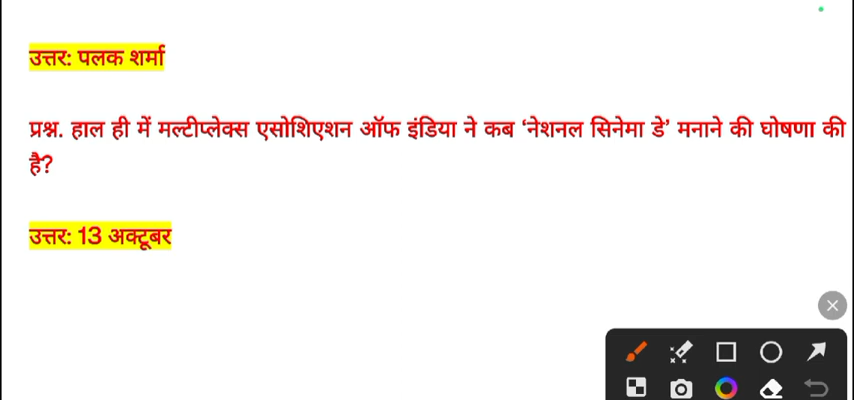 उत्तर: पलक शर्मा
प्रश्न. हाल ही में मल्टीप्लेक्स एसोशिएशन ऑफ इंडिया ने कब ‘नेशनल सिनेमा डे’ मनाने की घोषणा की
है?
उत्तर: 13 अक्टूबर